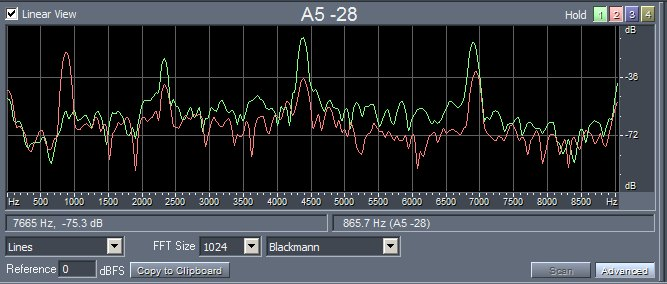 Linear View A5 -28 Hold 1 2 3 4
dB
-36
-72
dB
Hz 500 1000 1500 2000 2500 3000 3500 4000 4500 5000 5500 6000 6500 7000 7500 8000 8500 Hz
7665 Hz, -75.3 dB 865.7 Hz (A5 -28)
Lines FFT Size 1024 Blackmann
Reference 0 dBFS Copy to Clipboard Scan Advanced